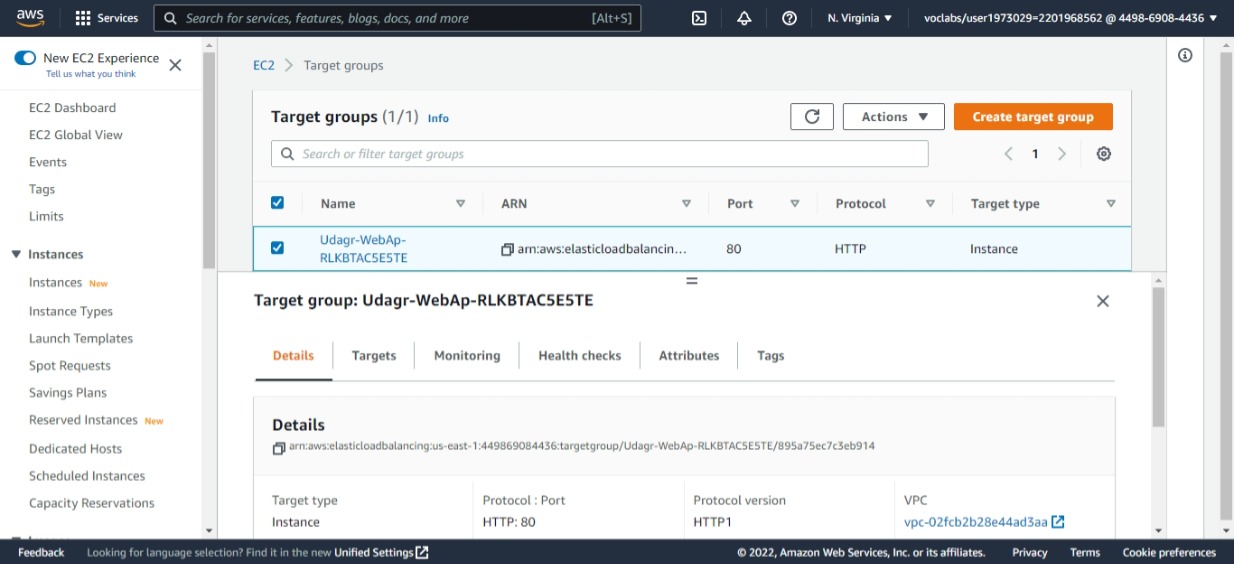 aws Services Search for services, features, blogs, docs, and more [Alt+S] N. Virginia voclabs/user1973029=2201968562 @ 4498-6908-4436
New EC2 Experience
Tell us what you think
EC2 Dashboard
EC2 Global View
Events
Tags
Limits
Instances
Instances New
Instance Types
Launch Templates
Spot Requests
Savings Plans
Reserved Instances New
Dedicated Hosts
Scheduled Instances
Capacity Reservations
EC2 Target groups
Target groups (1/1) Info Actions Create target group
Search or filter target groups 1
Name ARN Port Protocol Target type
Udagr-WebAp-
RLKBTAC5E5TE arn:aws:elasticloadbalancin... 80 HTTP Instance
Target group: Udagr-WebAp-RLKBTAC5E5TE
Details Targets Monitoring Health checks Attributes Tags
Details
arn:aws:elasticloadbalancing:us-east-1:449869084436:targetgroup/Udagr-WebAp-RLKBTAC5E5TE/895a75ec7c3eb914
Target type Protocol : Port Protocol version VPC
Instance HTTP: 80 HTTP1 vpc-02fcb2b28e44ad3aa
Feedback Looking for language selection? Find it in the new Unified Settings © 2022, Amazon Web Services, Inc. or its affiliates. Privacy Terms Cookie preferences